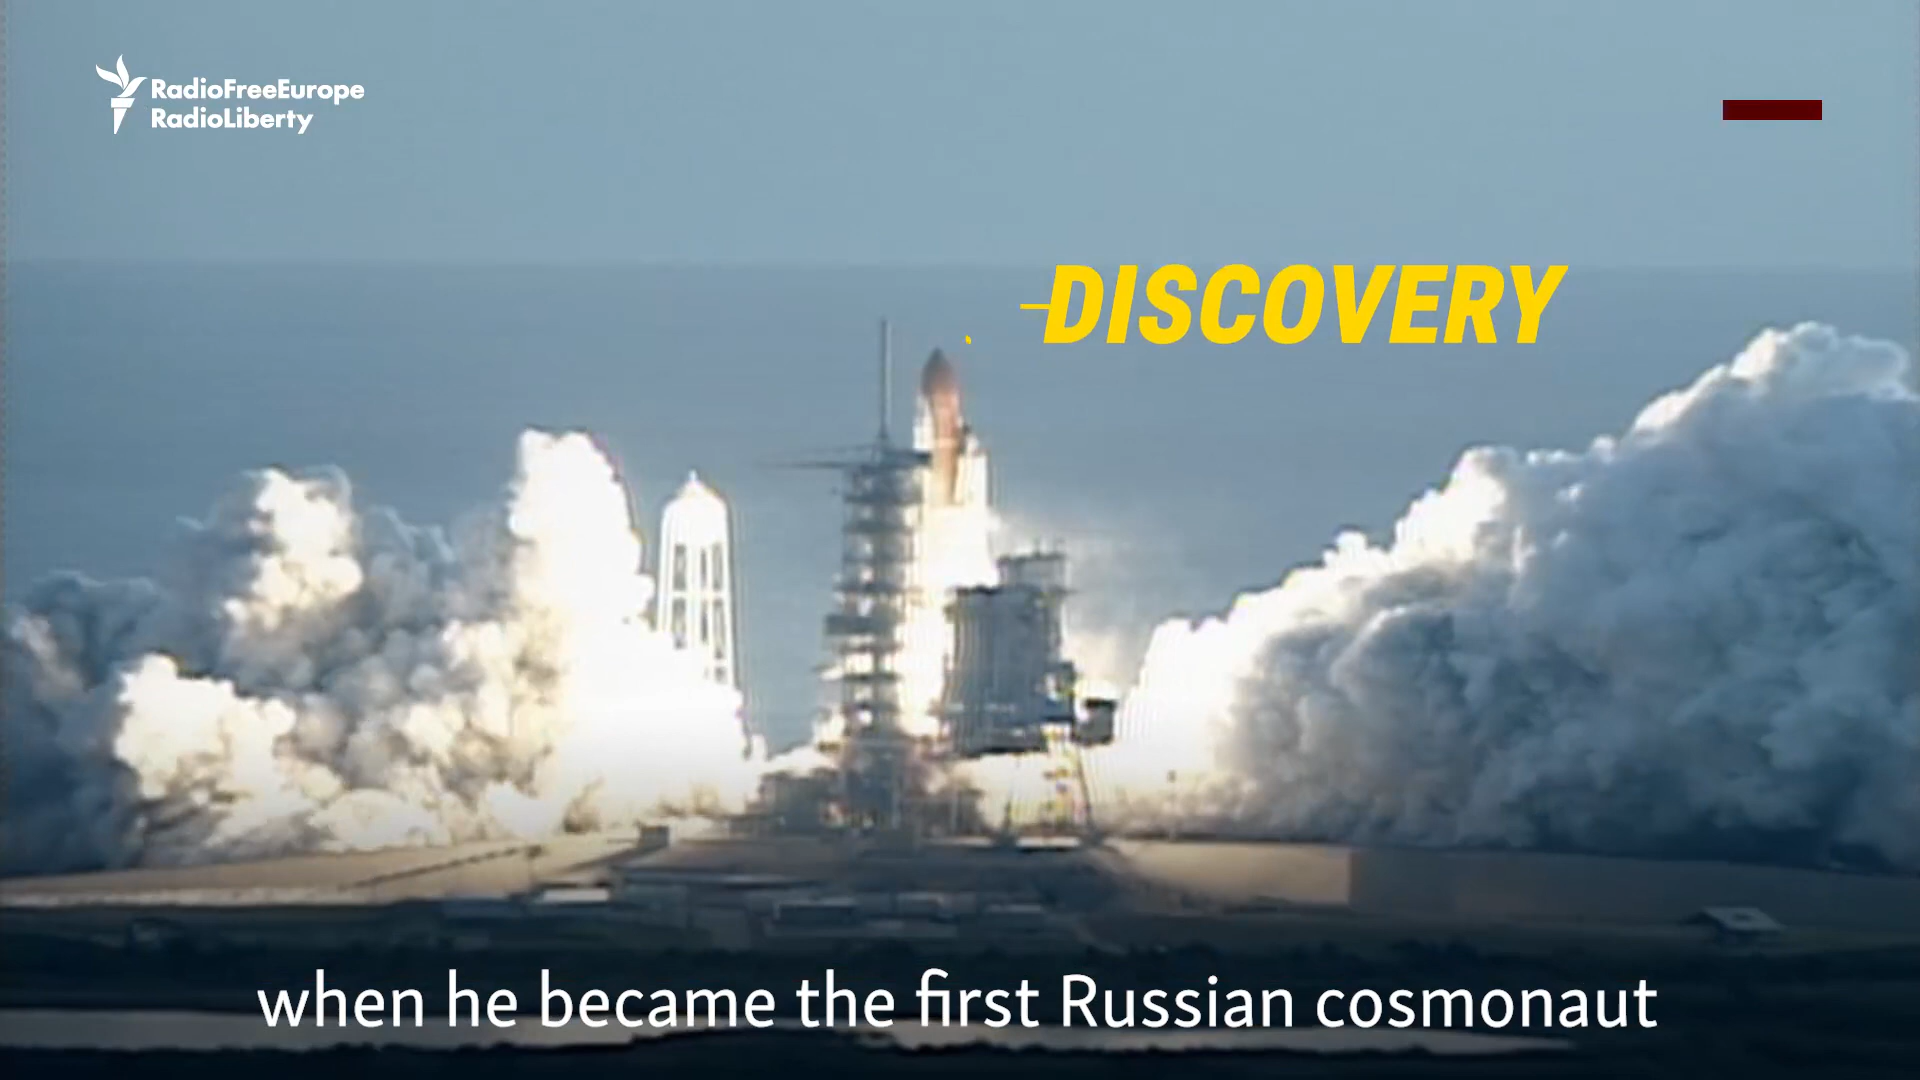 RadioFreeEurope
RadioLiberty
DISCOVERY
when he became the first Russian cosmonaut